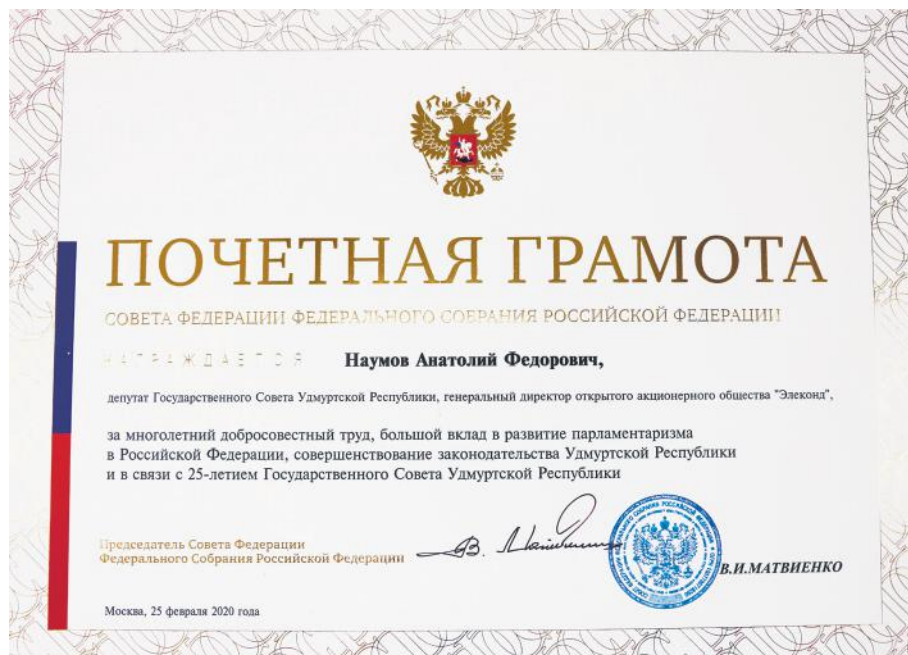 ПОЧЕТНАЯ ГРАМОТА
СОВЕТА ФЕДЕРАЦИИ ФЕДЕРАЛЬНОГО СОБРАНИЯ РОССИЙСКОЙ ФЕДЕРАЦИИ
НАГРАЖДАЕТСЯ Наумов Анатолий Федорович,
депутат Государственного Совета Удмуртской Республики, генеральный директор открытого акционерного общества "Элеконд",
за многолетний добросовестный труд, большой вклад в развитие парламентаризма
в Российской Федерации, совершенствование законодательства Удмуртской Республики
и в связи с 25-летием Государственного Совета Удмуртской Республики
Председатель Совета Федерации
Федерального Собрания Российской Федерации
В.И.МАТВИЕНКО
Москва, 25 февраля 2020 года